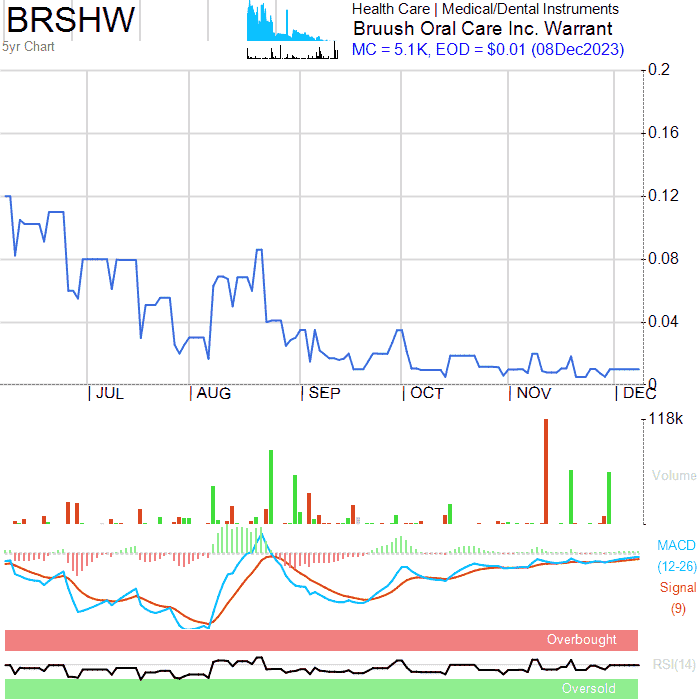 BRSHW
5yr Chart
Health Care | Medical/Dental Instruments
Bruush Oral Care Inc. Warrant
MC = 5.1K, EOD = $0.01 (08Dec2023)
0.2
0.16
0.12
0.08
0.04
0
JUL AUG SEP OCT NOV DEC
118k
Volume
MACD
(12-26)
Signal
(9)
Overbought
RSI(14)
Oversold